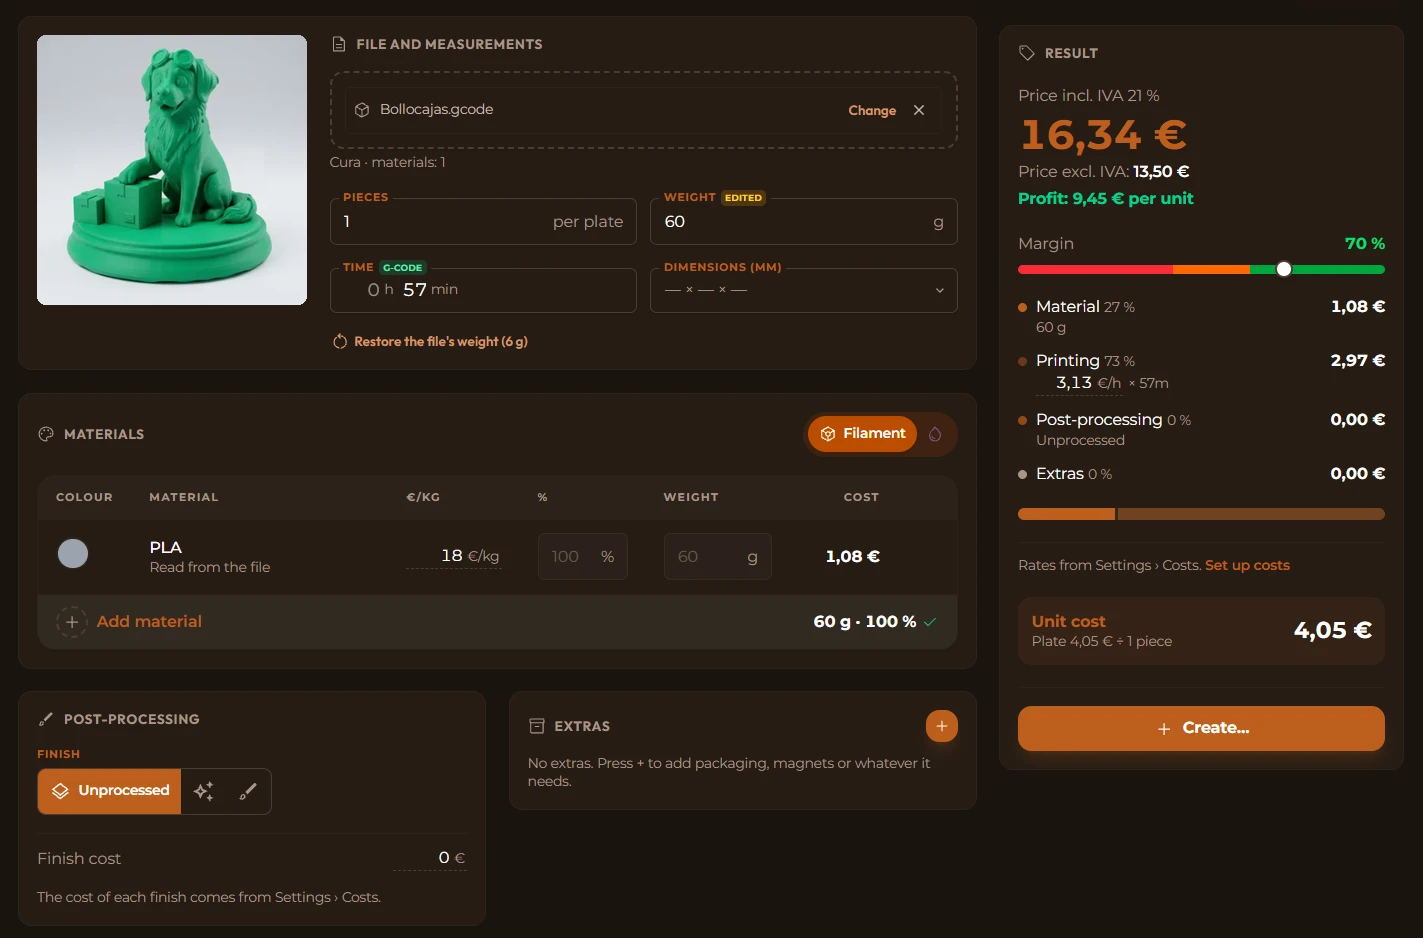 FILE AND MEASUREMENTS
Bollocajas.gcode
Change
Cura · materials: 1
PIECES
1 per plate
WEIGHT EDITED
60 g
TIME G-CODE
0 h 57 min
DIMENSIONS (MM)
— × — × —
Restore the file's weight (6 g)
MATERIALS
Filament
COLOUR MATERIAL €/KG % WEIGHT COST
PLA
Read from the file
18 €/kg
100 %
60 g
1,08 €
+ Add material
60 g · 100 %
POST-PROCESSING
FINISH
Unprocessed
Finish cost
0 €
The cost of each finish comes from Settings › Costs.
EXTRAS
+
No extras. Press + to add packaging, magnets or whatever it
needs.
RESULT
Price incl. IVA 21 %
16,34 €
Price excl. IVA: 13,50 €
Profit: 9,45 € per unit
Margin 70 %
Material 27 % 1,08 €
60 g
Printing 73 % 2,97 €
3,13 €/h × 57m
Post-processing 0 % 0,00 €
Unprocessed
Extras 0 % 0,00 €
Rates from Settings › Costs. Set up costs
Unit cost
Plate 4,05 € ÷ 1 piece
4,05 €
+ Create...